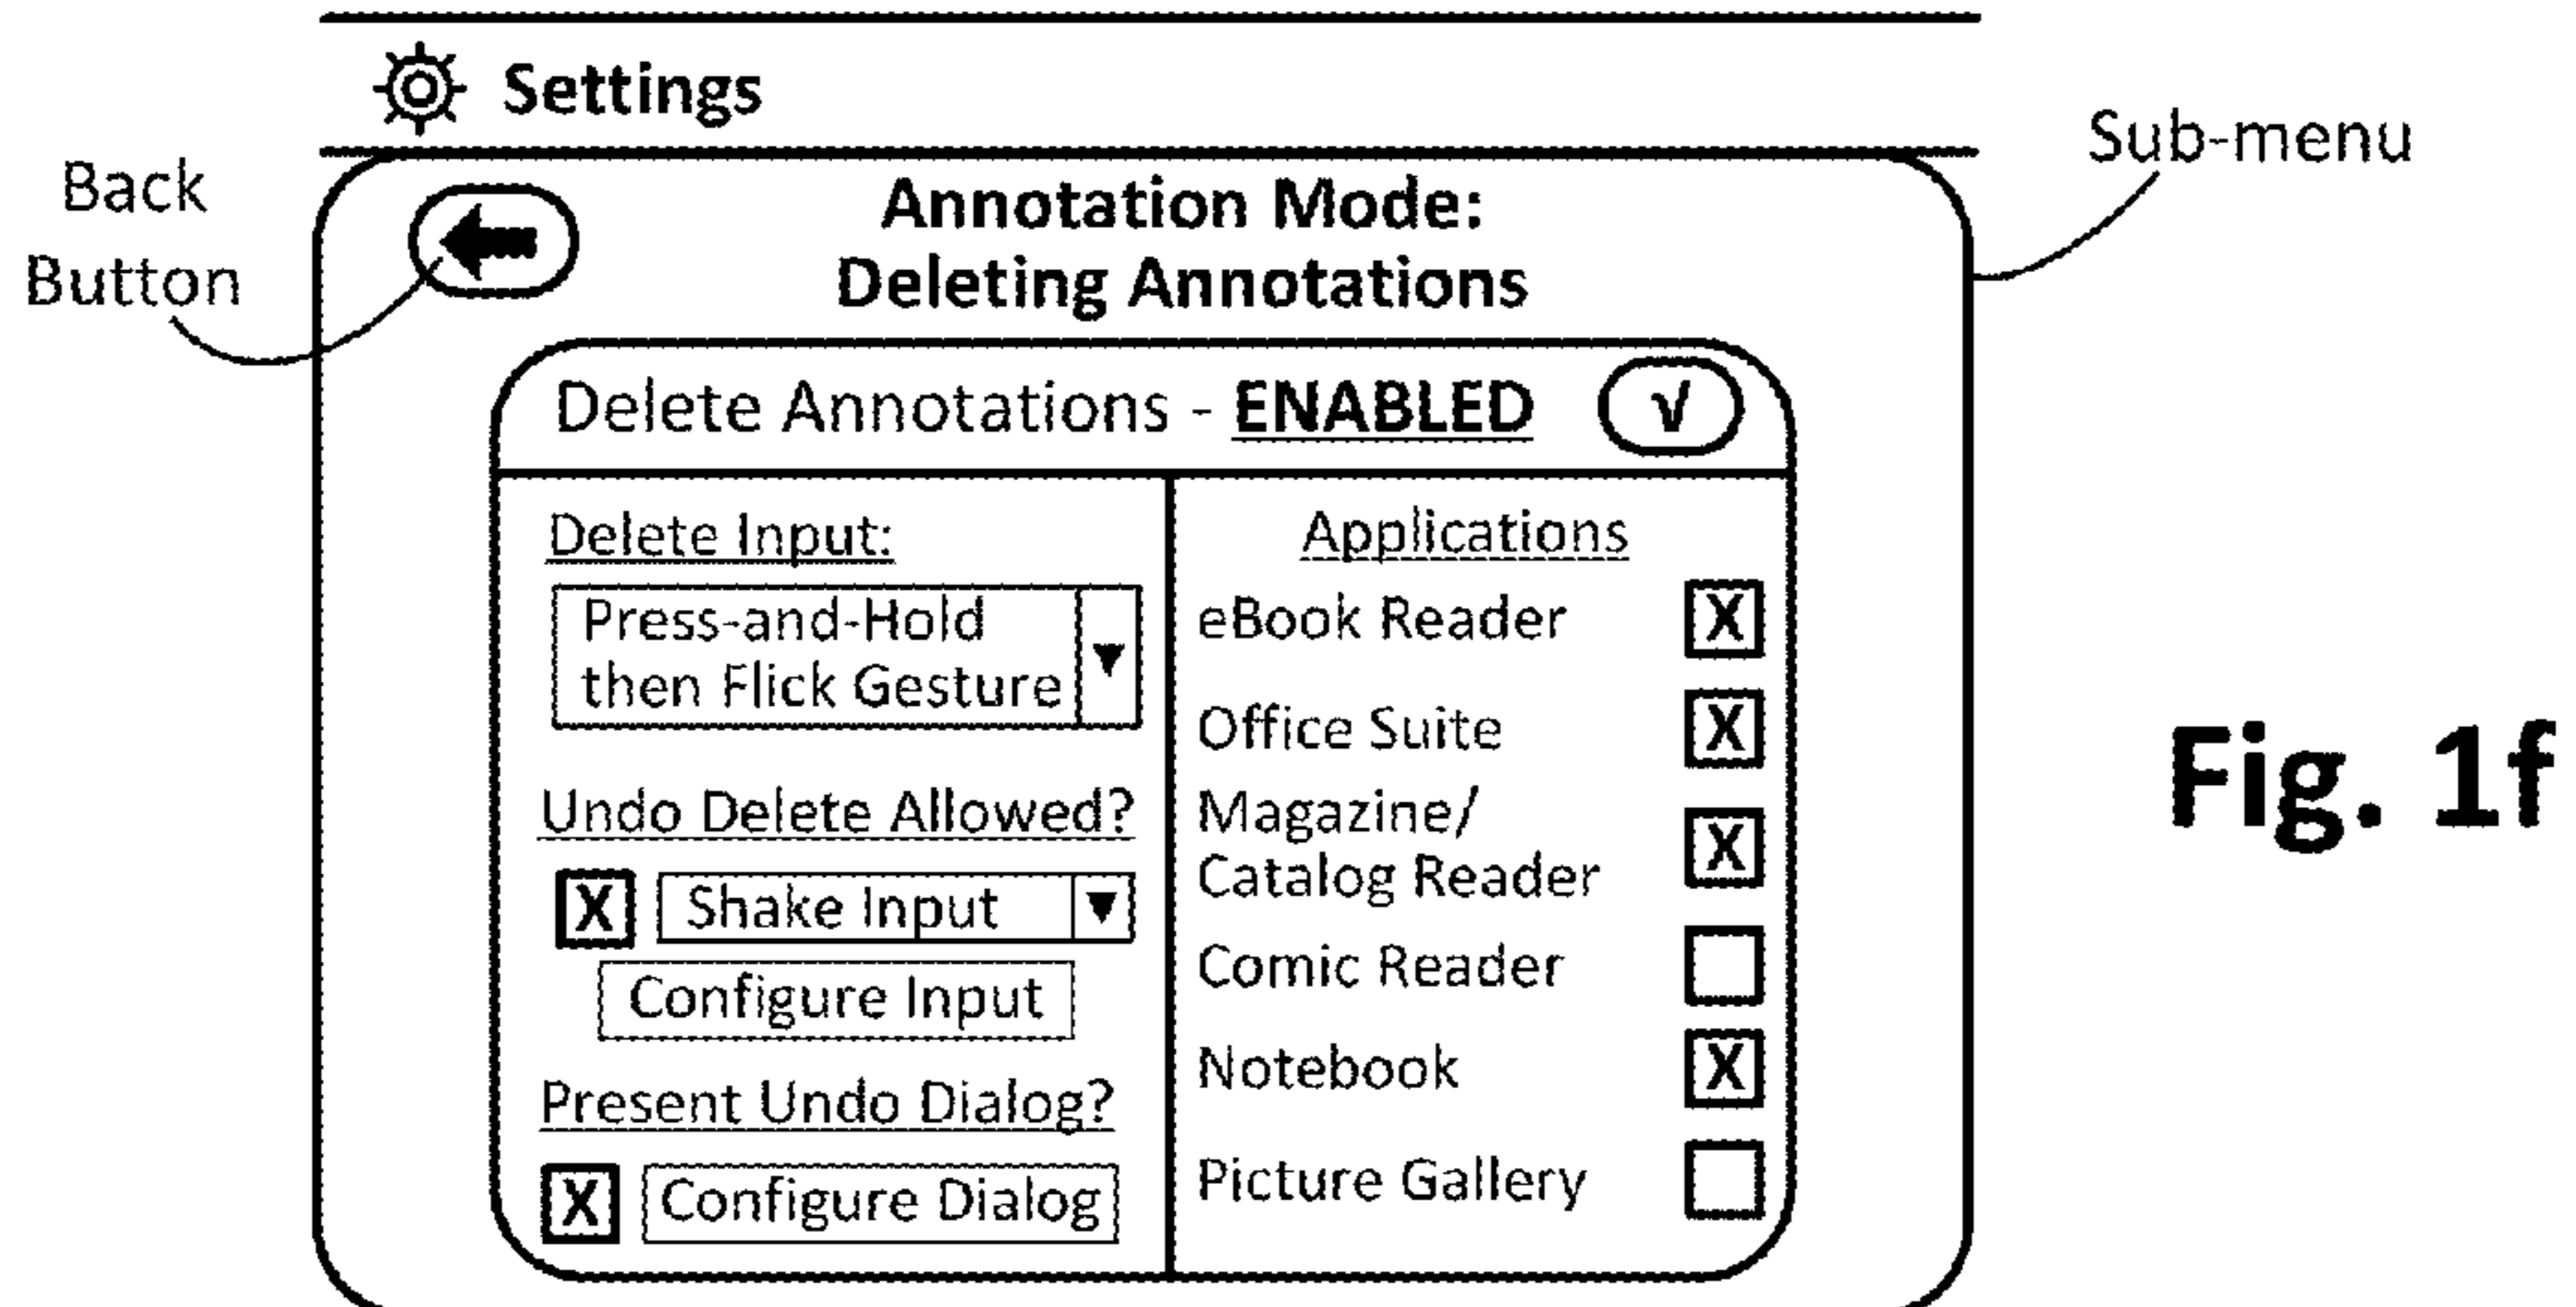 Settings
Sub-menu
Back
Button
Annotation Mode:
Deleting Annotations
Delete Annotations - ENABLED √
Delete Input:
Press-and-Hold
then Flick Gesture ▼
Undo Delete Allowed?
X Shake Input ▼
Configure Input
Present Undo Dialog?
X Configure Dialog
Applications
eBook Reader X
Office Suite X
Magazine/
Catalog Reader X
Comic Reader
Notebook X
Picture Gallery
Fig. 1f